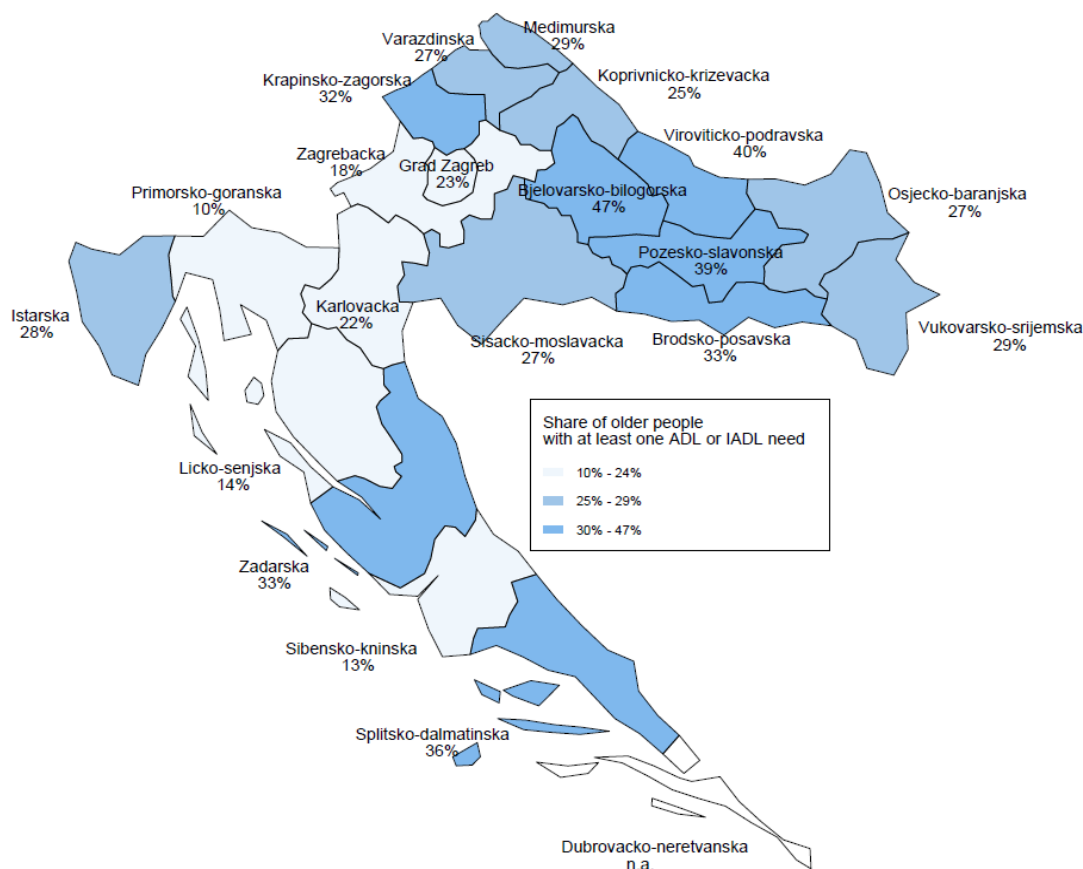 Medimurska
29%
Varazdinska
27%
Krapinsko-zagorska
32%
Koprivnicko-krizevacka
25%
Viroviticko-podravska
40%
Zagrebacka
18%
Grad Zagreb
23%
Bjelovarsko-bilogorska
47%
Primorsko-goranska
10%
Osjecko-baranjska
27%
Pozesko-slavonska
39%
Istarska
28%
Karlovacka
22%
Sisacko-moslavacka
27%
Brodsko-posavska
33%
Vukovarsko-srijemska
29%
Share of older people
with at least one ADL or IADL need
10% - 24%
25% - 29%
30% - 47%
Licko-senjska
14%
Zadarska
33%
Sibensko-kninska
13%
Splitsko-dalmatinska
36%
Dubrovacko-neretvanska
n.a.